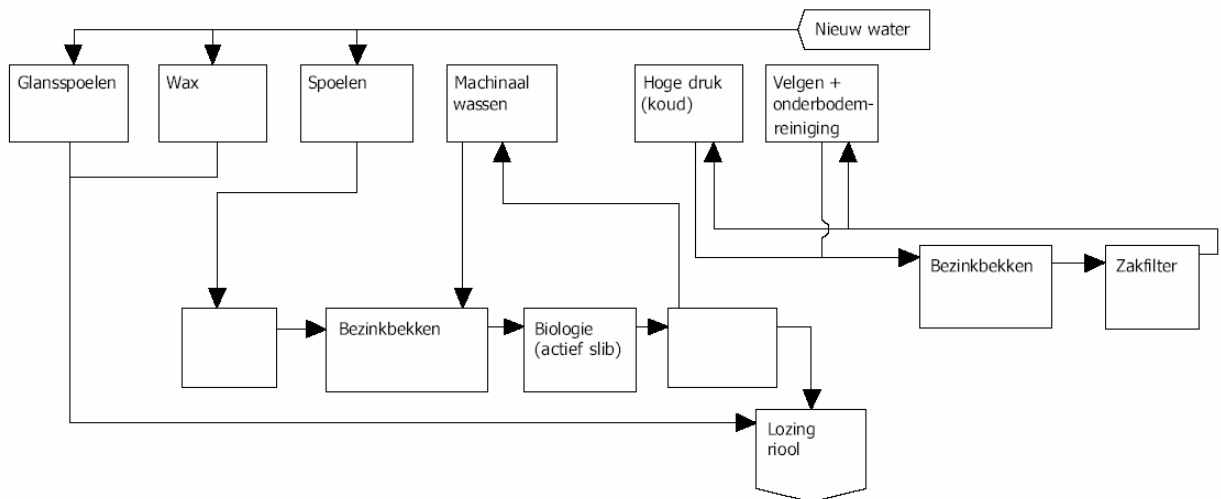 Nieuw water
Glansspoelen
Wax
Spoelen
Machinaal
wassen
Hoge druk
(koud)
Velgen +
onderbodem-
reiniging
Bezinkbekken
Zakfilter
Bezinkbekken
Biologie
(actief slib)
Lozing
riool